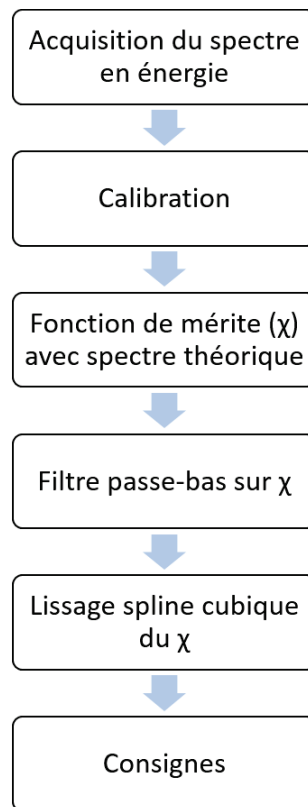 Acquisition du spectre
en énergie
Calibration
Fonction de mérite (χ)
avec spectre théorique
Filtre passe-bas sur χ
Lissage spline cubique
du χ
Consignes